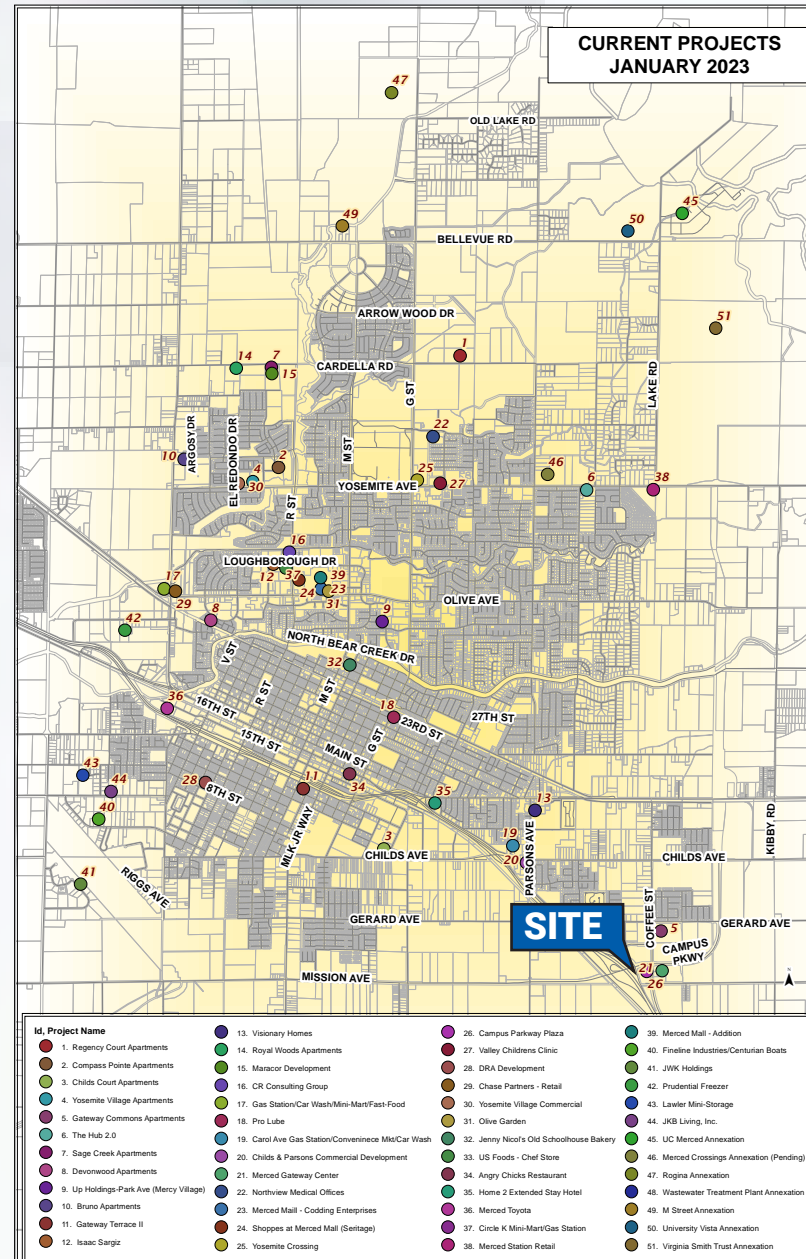 CURRENT PROJECTS
JANUARY 2023
47
OLD LAKE RD
45
49
50
BELLEVUE RD
51
ARROW WOOD DR
1
14
7
CARDELLA RD
15
G ST
LAKE RD
22
ARGOSY DR
EL REDONDO DR
M ST
10
2
4
25
46
6
38
30
YOSEMITE AVE
27
R ST
16
LOUGHBOROUGH DR
12
37
39
17
24
23
29
31
OLIVE AVE
42
8
9
V ST
NORTH BEAR CREEK DR
32
R ST
M ST
36
16TH ST
18
27TH ST
23RD ST
G ST
15TH ST
MAIN ST
43
44
28
8TH ST
11
34
35
13
40
MLK JR WAY
3
19
PARSONS AVE
KIBBY RD
20
CHILDS AVE
CHILDS AVE
41
RIGGS AVE
COFFEE ST
GERARD AVE
SITE
5
GERARD AVE
CAMPUS
PKWY
MISSION AVE
21
26
N
Id, Project Name
1. Regency Court Apartments
2. Compass Pointe Apartments
3. Childs Court Apartments
4. Yosemite Village Apartments
5. Gateway Commons Apartments
6. The Hub 2.0
7. Sage Creek Apartments
8. Devonwood Apartments
9. Up Holdings-Park Ave (Mercy Village)
10. Bruno Apartments
11. Gateway Terrace II
12. Isaac Sargiz
13. Visionary Homes
14. Royal Woods Apartments
15. Maracor Development
16. CR Consulting Group
17. Gas Station/Car Wash/Mini-Mart/Fast-Food
18. Pro Lube
19. Carol Ave Gas Station/Conveninece Mkt/Car Wash
20. Childs & Parsons Commercial Development
21. Merced Gateway Center
22. Northview Medical Offices
23. Merced Maill - Codding Enterprises
24. Shoppes at Merced Mall (Seritage)
25. Yosemite Crossing
26. Campus Parkway Plaza
27. Valley Childrens Clinic
28. DRA Development
29. Chase Partners - Retail
30. Yosemite Village Commercial
31. Olive Garden
32. Jenny Nicol's Old Schoolhouse Bakery
33. US Foods - Chef Store
34. Angry Chicks Restaurant
35. Home 2 Extended Stay Hotel
36. Merced Toyota
37. Circle K Mini-Mart/Gas Station
38. Merced Station Retail
39. Merced Mall - Addition
40. Fineline Industries/Centurian Boats
41. JWK Holdings
42. Prudential Freezer
43. Lawler Mini-Storage
44. JKB Living, Inc.
45. UC Merced Annexation
46. Merced Crossings Annexation (Pending)
47. Rogina Annexation
48. Wastewater Treatment Plant Annexation
49. M Street Annexation
50. University Vista Annexation
51. Virginia Smith Trust Annexation